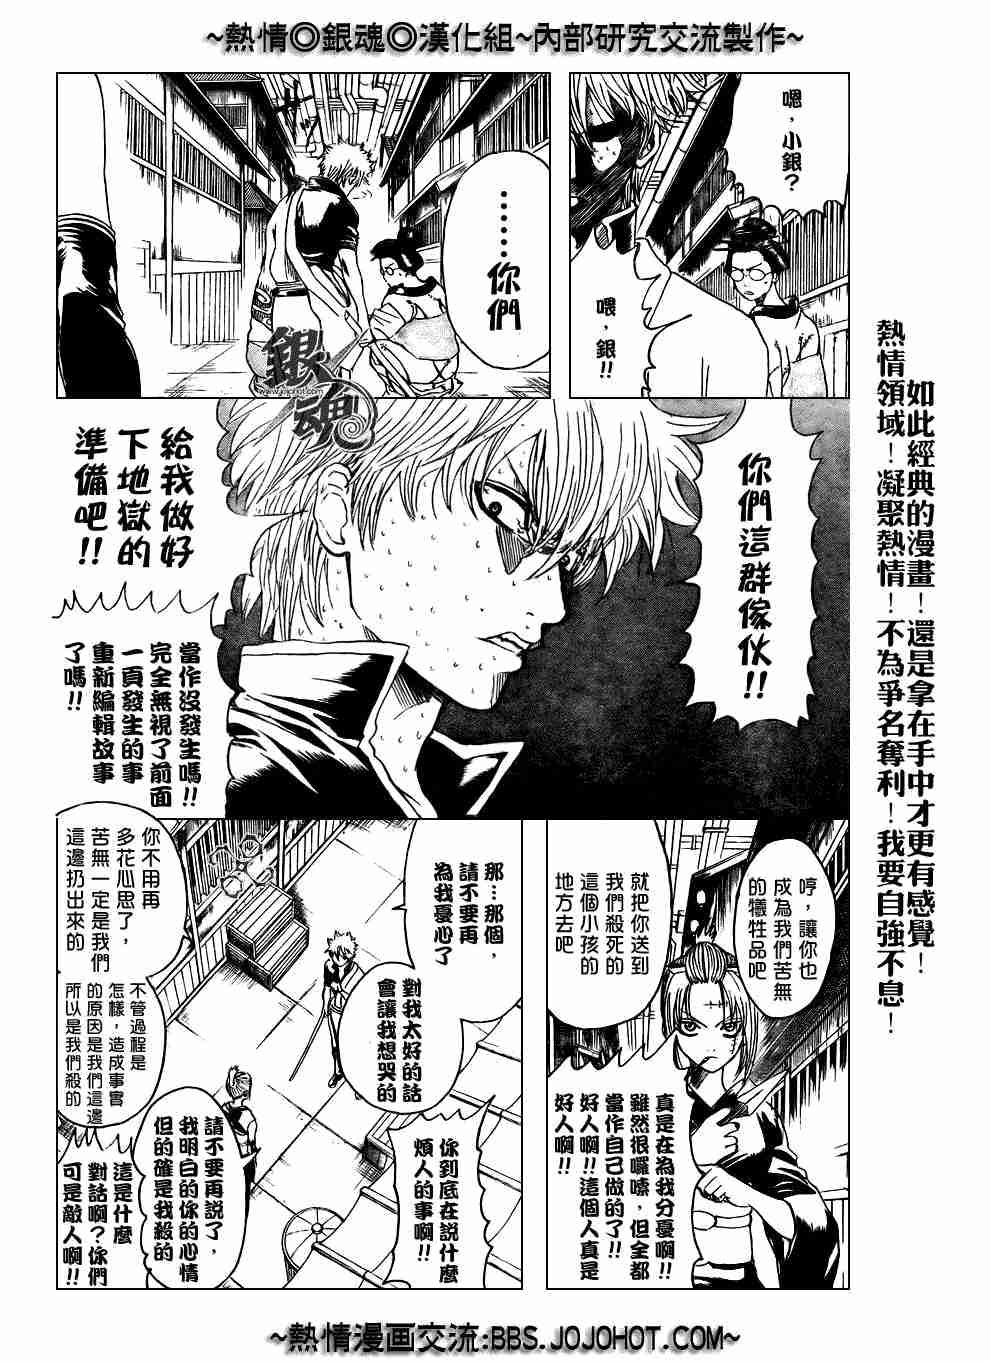 ~熱情◎銀魂◎漢化組~內部研究交流製作~
嗯，小銀？
喂，銀!!
……你們
銀魂
www.jojohot.com
你們這群傢伙!!
給我做好
下地獄的
準備吧!!
當作沒發生嗎!!
完全無視了前面
一頁發生的事
重新編輯故事
了嗎!!
哼，讓你也
成為我們苦無
的犧牲品吧
就把你送到
我們殺死的
這個小孩的
地方去吧
真是在為我分憂啊!!
雖然很囉嗦，但全都
當作自己做的了!!
好人啊!!這個人真是
好人啊!!
那…那個
請不要再
為我憂心了
對我太好的話
會讓我想哭的
你到底在說什麼
煩人的事啊!!
你不用再
多花心思了，
苦無一定是我們
這邊扔出來的
不管過程是
怎樣，造成事實
的原因是我們這邊
所以是我們殺的
請不要再說了，
我明白的你的心情
但的確是我殺的
這是什麼
對話啊？你們
可是敵人啊!!
如此經典的漫畫！還是拿在手中才更有感覺！
熱情領域！凝聚熱情！不為爭名奪利！我要自強不息！
~熱情漫画交流:BBS.JOJOHOT.COM~